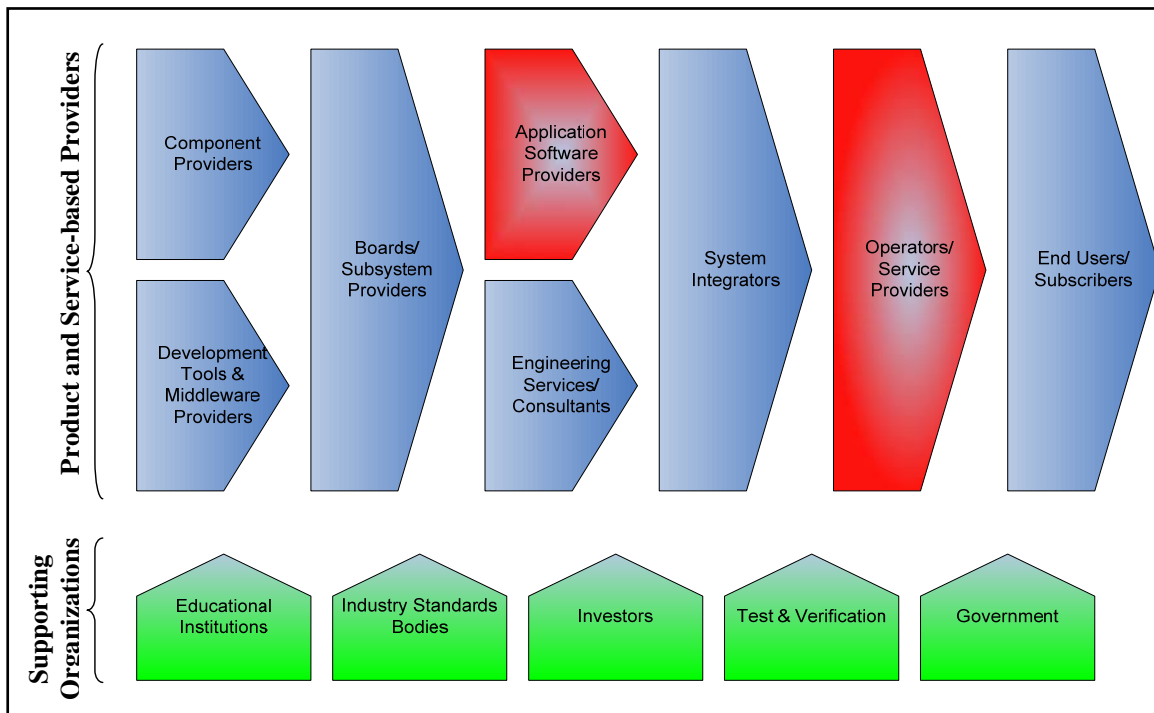 Product and Service-based Providers
Component
Providers
Development
Tools &
Middleware
Providers
Boards/
Subsystem
Providers
Application
Software
Providers
Engineering
Services/
Consultants
System
Integrators
Operators/
Service
Providers
End Users/
Subscribers
Supporting
Organizations
Educational
Institutions
Industry Standards
Bodies
Investors
Test & Verification
Government